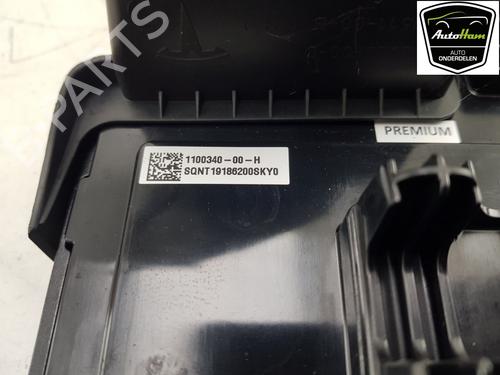 AutoHam
AUTO
ONDERDELEN
PARTS
PREMIUM
1100340-00-H
SQNT19186200SKY0